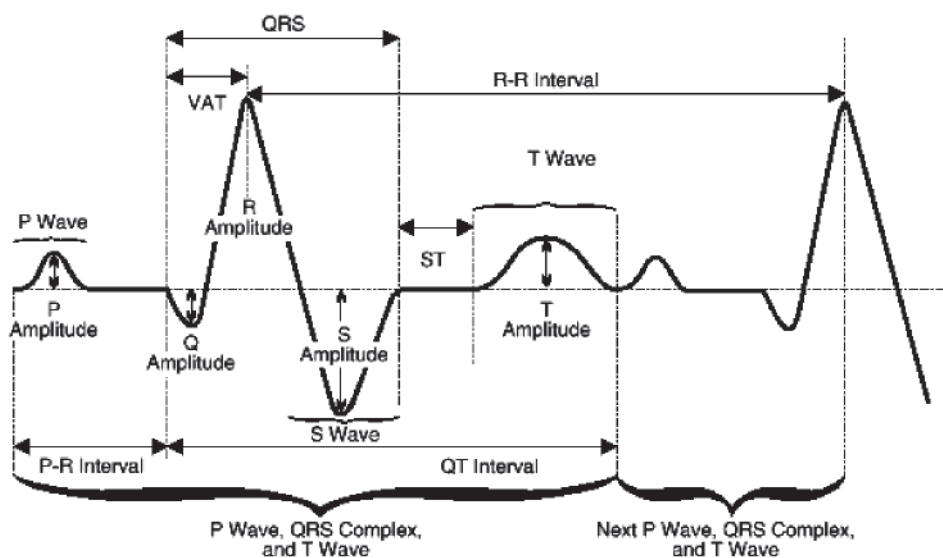 QRS
R-R Interval
VAT
T Wave
P Wave
R
Amplitude
ST
P
Amplitude
Q
Amplitude
S
Amplitude
T
Amplitude
S Wave
P-R Interval
QT Interval
P Wave, QRS Complex,
and T Wave
Next P Wave, QRS Complex,
and T Wave